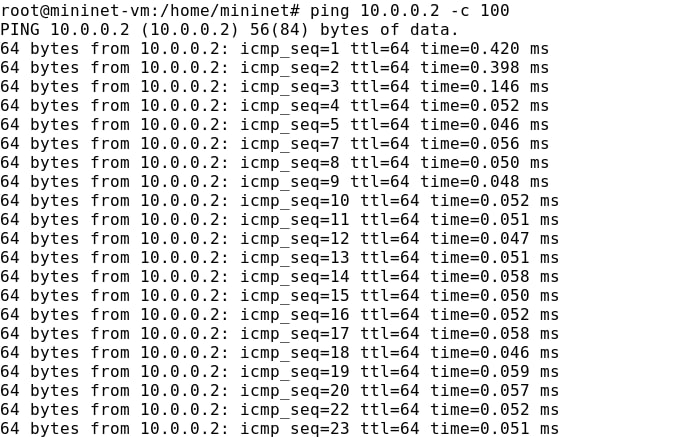 root@mininet-vm:/home/mininet# ping 10.0.0.2 -c 100
PING 10.0.0.2 (10.0.0.2) 56(84) bytes of data.
64 bytes from 10.0.0.2: icmp_seq=1 ttl=64 time=0.420 ms
64 bytes from 10.0.0.2: icmp_seq=2 ttl=64 time=0.398 ms
64 bytes from 10.0.0.2: icmp_seq=3 ttl=64 time=0.146 ms
64 bytes from 10.0.0.2: icmp_seq=4 ttl=64 time=0.052 ms
64 bytes from 10.0.0.2: icmp_seq=5 ttl=64 time=0.046 ms
64 bytes from 10.0.0.2: icmp_seq=7 ttl=64 time=0.056 ms
64 bytes from 10.0.0.2: icmp_seq=8 ttl=64 time=0.050 ms
64 bytes from 10.0.0.2: icmp_seq=9 ttl=64 time=0.048 ms
64 bytes from 10.0.0.2: icmp_seq=10 ttl=64 time=0.052 ms
64 bytes from 10.0.0.2: icmp_seq=11 ttl=64 time=0.051 ms
64 bytes from 10.0.0.2: icmp_seq=12 ttl=64 time=0.047 ms
64 bytes from 10.0.0.2: icmp_seq=13 ttl=64 time=0.051 ms
64 bytes from 10.0.0.2: icmp_seq=14 ttl=64 time=0.058 ms
64 bytes from 10.0.0.2: icmp_seq=15 ttl=64 time=0.050 ms
64 bytes from 10.0.0.2: icmp_seq=16 ttl=64 time=0.052 ms
64 bytes from 10.0.0.2: icmp_seq=17 ttl=64 time=0.058 ms
64 bytes from 10.0.0.2: icmp_seq=18 ttl=64 time=0.046 ms
64 bytes from 10.0.0.2: icmp_seq=19 ttl=64 time=0.059 ms
64 bytes from 10.0.0.2: icmp_seq=20 ttl=64 time=0.057 ms
64 bytes from 10.0.0.2: icmp_seq=22 ttl=64 time=0.052 ms
64 bytes from 10.0.0.2: icmp_seq=23 ttl=64 time=0.051 ms